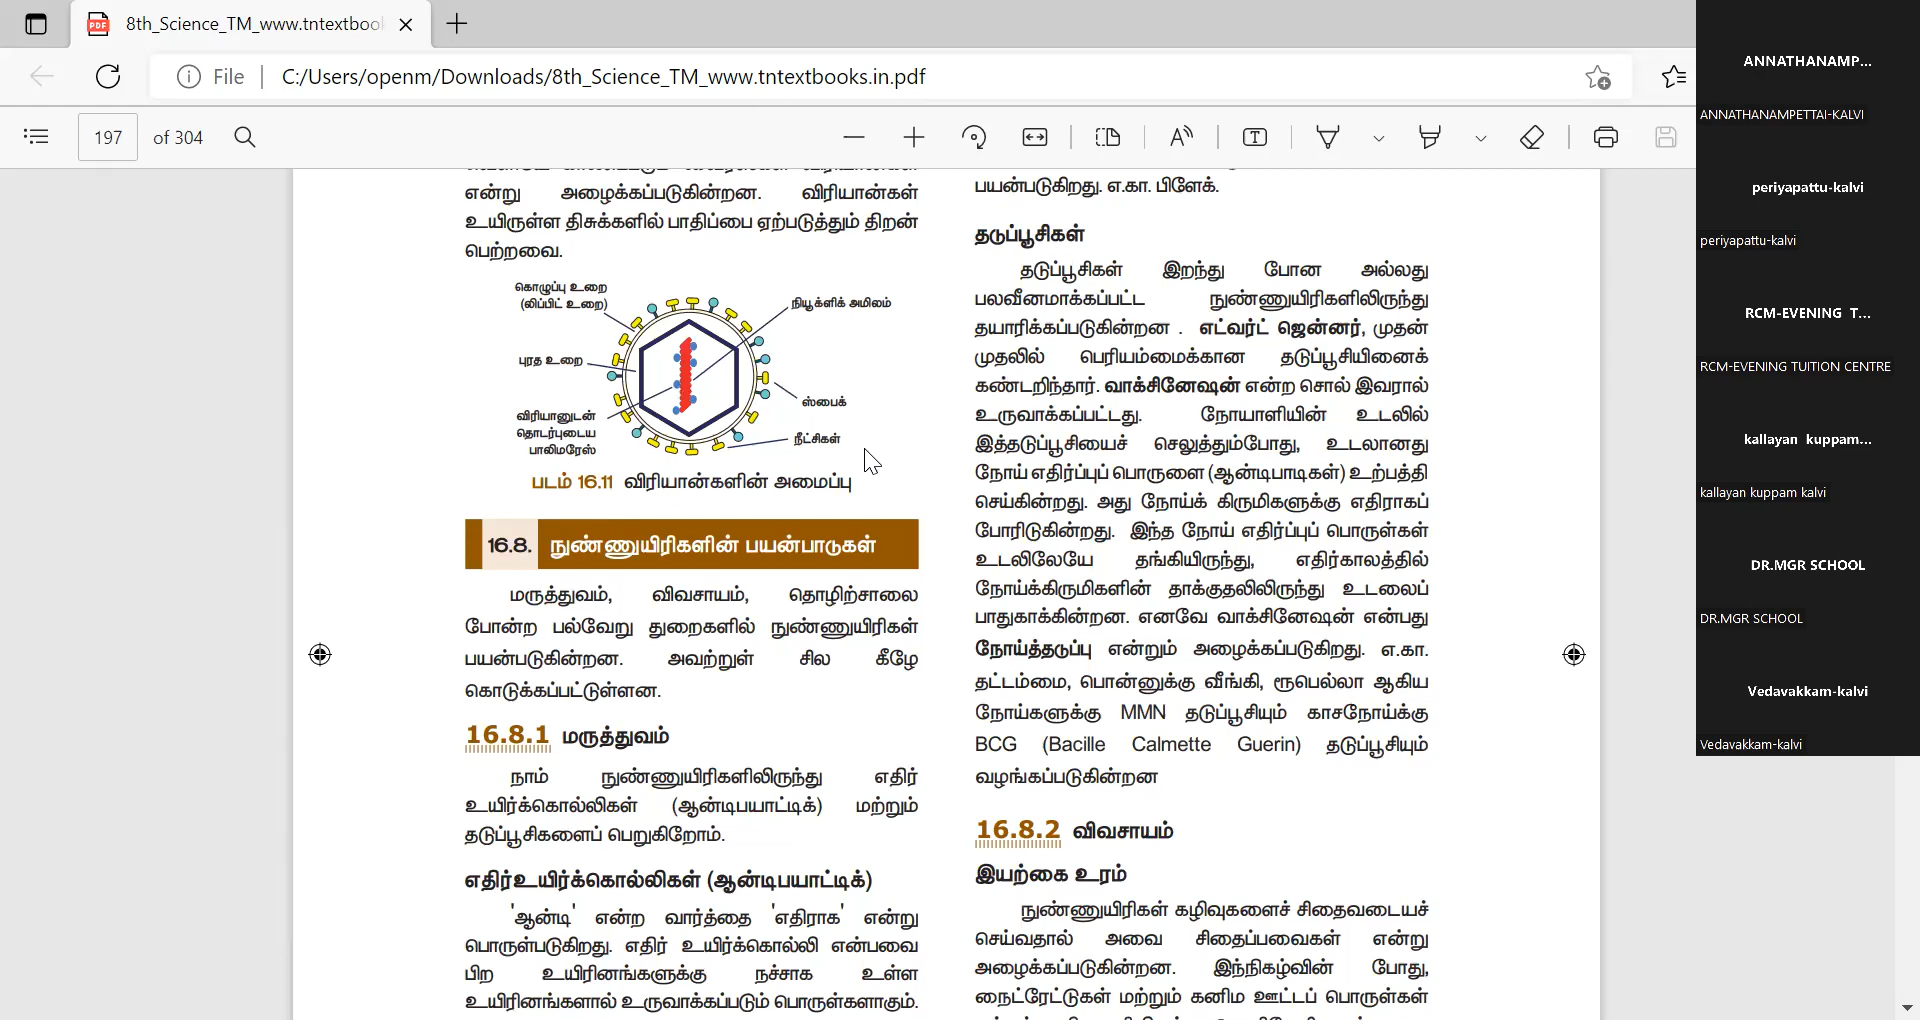 8th_Science_TM_www.tntextboo
File
C:/Users/openm/Downloads/8th_Science_TM_www.tntextbooks.in.pdf
197 of 304
என்று அழைக்கப்படுகின்றன. விரியான்கள்
உயிருள்ள திசுக்களில் பாதிப்பை ஏற்படுத்தும் திறன்
பெற்றவை.
கொழுப்பு உறை
(லிப்பிட் உறை)
நியூக்ளிக் அமிலம்
புரத உறை
ஸ்பைக்
விரியானுடன்
தொடர்புடைய
பாலிமரேஸ்
நீட்சிகள்
படம் 16.11 விரியான்களின் அமைப்பு
16.8. நுண்ணுயிரிகளின் பயன்பாடுகள்
மருத்துவம், விவசாயம், தொழிற்சாலை
போன்ற பல்வேறு துறைகளில் நுண்ணுயிரிகள்
பயன்படுகின்றன. அவற்றுள் சில கீழே
கொடுக்கப்பட்டுள்ளன.
16.8.1 மருத்துவம்
நாம் நுண்ணுயிரிகளிலிருந்து எதிர்
உயிர்க்கொல்லிகள் (ஆன்டிபயாட்டிக்) மற்றும்
தடுப்பூசிகளைப் பெறுகிறோம்.
எதிர்உயிர்க்கொல்லிகள் (ஆன்டிபயாட்டிக்)
'ஆன்டி' என்ற வார்த்தை 'எதிராக' என்று
பொருள்படுகிறது. எதிர் உயிர்க்கொல்லி என்பவை
பிற உயிரினங்களுக்கு நச்சாக உள்ள
உயிரினங்களால் உருவாக்கப்படும் பொருள்களாகும்.
பயன்படுகிறது. எ.கா. பிளேக்.
தடுப்பூசிகள்
தடுப்பூசிகள் இறந்து போன அல்லது
பலவீனமாக்கப்பட்ட நுண்ணுயிரிகளிலிருந்து
தயாரிக்கப்படுகின்றன . எட்வர்ட் ஜென்னர், முதன்
முதலில் பெரியம்மைக்கான தடுப்பூசியினைக்
கண்டறிந்தார். வாக்சினேஷன் என்ற சொல் இவரால்
உருவாக்கப்பட்டது. நோயாளியின் உடலில்
இத்தடுப்பூசியைச் செலுத்தும்போது, உடலானது
நோய் எதிர்ப்புப் பொருளை (ஆன்டிபாடிகள்) உற்பத்தி
செய்கின்றது. அது நோய்க் கிருமிகளுக்கு எதிராகப்
போரிடுகின்றது. இந்த நோய் எதிர்ப்புப் பொருள்கள்
உடலிலேயே தங்கியிருந்து, எதிர்காலத்தில்
நோய்க்கிருமிகளின் தாக்குதலிலிருந்து உடலைப்
பாதுகாக்கின்றன. எனவே வாக்சினேஷன் என்பது
நோய்த்தடுப்பு என்றும் அழைக்கப்படுகிறது. எ.கா.
தட்டம்மை, பொன்னுக்கு வீங்கி, ரூபெல்லா ஆகிய
நோய்களுக்கு MMN தடுப்பூசியும் காசநோய்க்கு
BCG (Bacille Calmette Guerin) தடுப்பூசியும்
வழங்கப்படுகின்றன
16.8.2 விவசாயம்
இயற்கை உரம்
நுண்ணுயிரிகள் கழிவுகளைச் சிதைவடையச்
செய்வதால் அவை சிதைப்பவைகள் என்று
அழைக்கப்படுகின்றன. இந்நிகழ்வின் போது,
நைட்ரேட்டுகள் மற்றும் கனிம ஊட்டப் பொருள்கள்
ANNATHANAMP...
ANNATHANAMPETTAI-KALVI
periyapattu-kalvi
periyapattu-kalvi
RCM-EVENING T...
RCM-EVENING TUITION CENTRE
kallayan kuppam...
kallayan kuppam kalvi
DR.MGR SCHOOL
DR.MGR SCHOOL
Vedavakkam-kalvi
Vedavakkam-kalvi